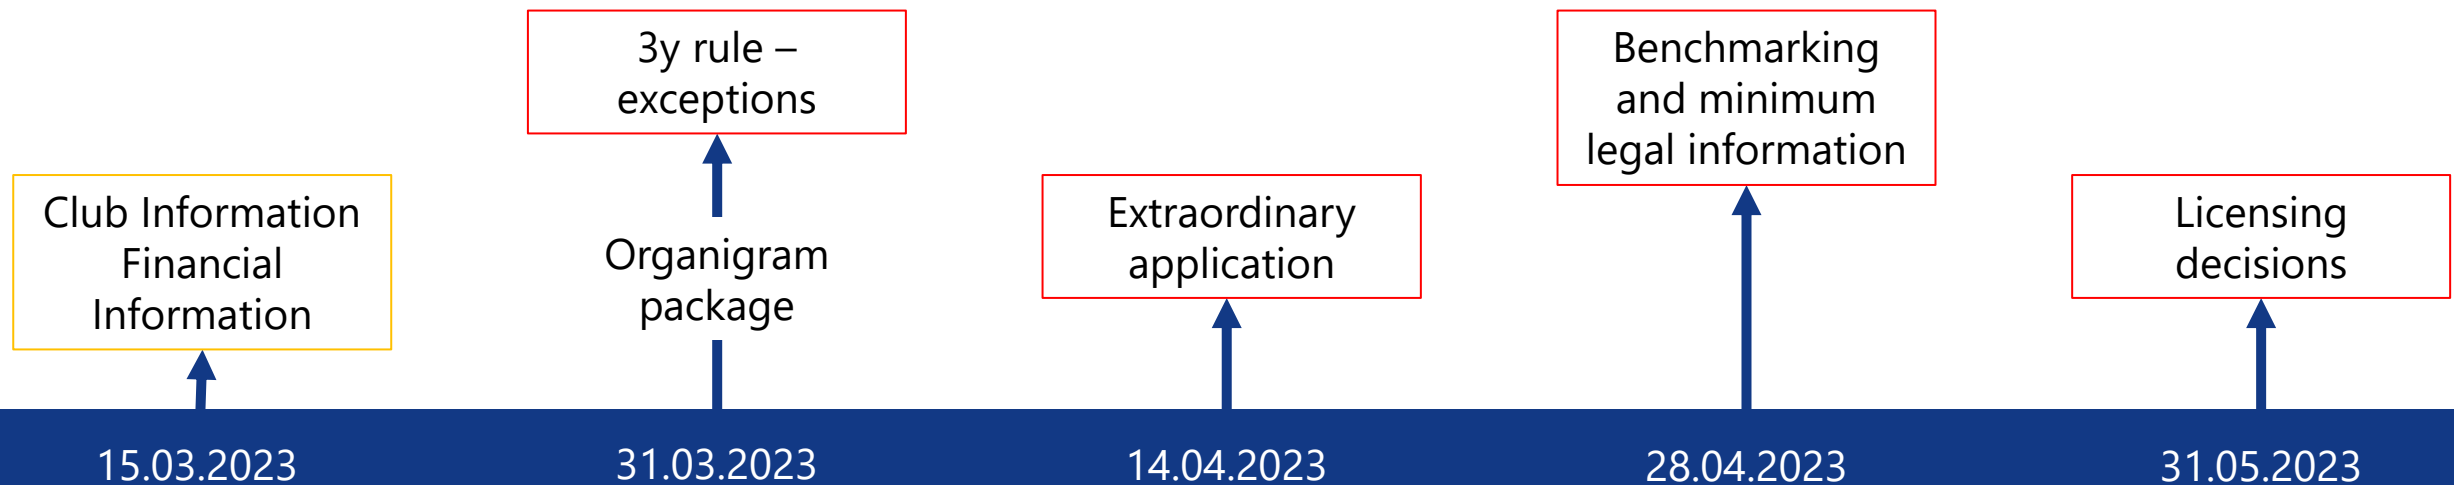 Club Information
Financial
Information
3y rule –
exceptions
Organigram
package
Extraordinary
application
Benchmarking
and minimum
legal information
Licensing
decisions
15.03.2023
31.03.2023
14.04.2023
28.04.2023
31.05.2023